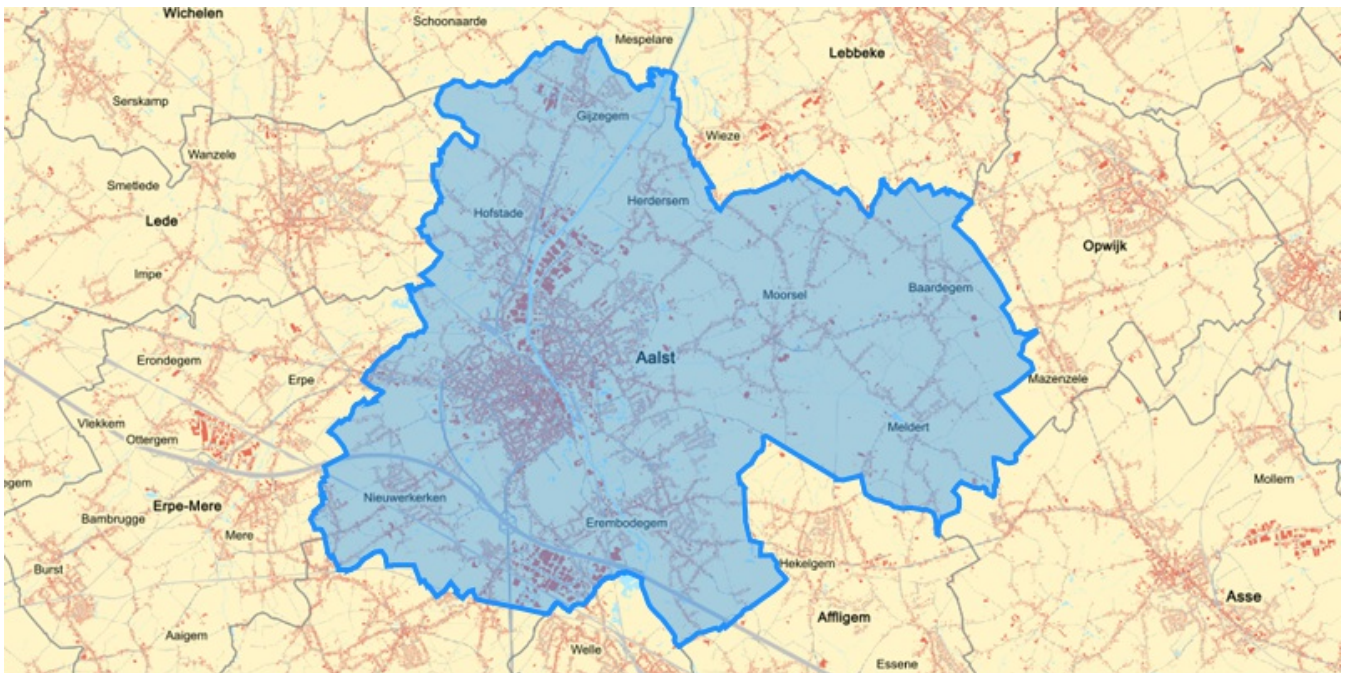 Wichelen
Schoonaarde
Mespelare
Lebbeke
Serskamp
Gijzegem
Wieze
Wanzele
Smetlede
Herdersem
Hofstade
Lede
Opwijk
Impe
Moorsel
Baardegem
Aalst
Erondegem
Erpe
Mazenzele
Vlekkem
Ottergem
Meldert
Mollem
egem
Nieuwerkerken
Erpe-Mere
Bambrugge
Erembodegem
Mere
Hekelgem
Burst
Asse
Affligem
Aaigem
Welle
Essene